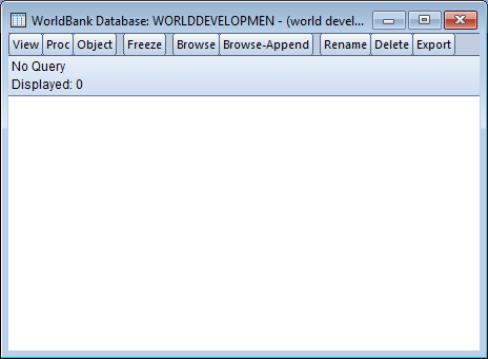 WorldBank Database: WORLDDEVELOPMEN - (world devel...
View Proc Object Freeze Browse Browse-Append Rename Delete Export
No Query
Displayed: 0